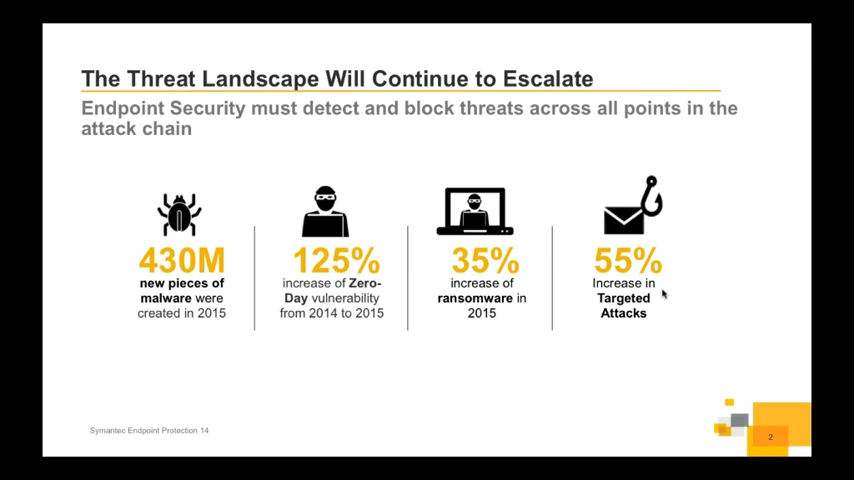 The Threat Landscape Will Continue to Escalate
Endpoint Security must detect and block threats across all points in the
attack chain
430M
new pieces of
malware were
created in 2015
125%
increase of Zero-
Day vulnerability
from 2014 to 2015
35%
increase of
ransomware in
2015
55%
Increase in
Targeted
Attacks
Symantec Endpoint Protection 14
2